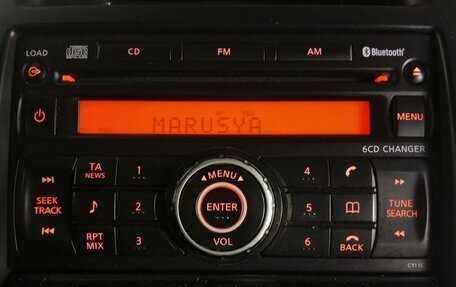 LOAD
CD
FM
AM
Bluetooth®
MARUSYA
MENU
6CD CHANGER
TA NEWS
1
MENU
4
SEEK TRACK
2
ENTER
5
TUNE SEARCH
RPT MIX
3
VOL
6
BACK